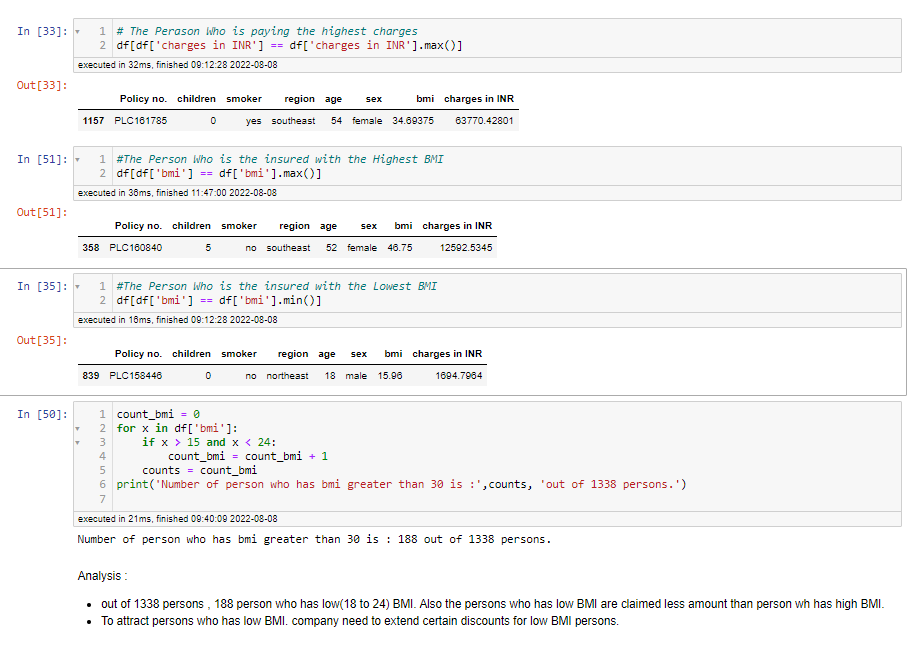 In [33]:
1 # The Perason Who is paying the highest charges
2 df[df['charges in INR'] == df['charges in INR'].max()]
executed in 32ms, finished 09:12:28 2022-08-08
Out[33]:
Policy no. children smoker region age sex bmi charges in INR
1157 PLC161785 0 yes southeast 54 female 34.69375 63770.42801
In [51]:
1 #The Person Who is the insured with the Highest BMI
2 df[df['bmi'] == df['bmi'].max()]
executed in 36ms, finished 11:47:00 2022-08-08
Out[51]:
Policy no. children smoker region age sex bmi charges in INR
358 PLC160840 5 no southeast 52 female 46.75 12592.5345
In [35]:
1 #The Person Who is the insured with the Lowest BMI
2 df[df['bmi'] == df['bmi'].min()]
executed in 16ms, finished 09:12:28 2022-08-08
Out[35]:
Policy no. children smoker region age sex bmi charges in INR
839 PLC158446 0 no northeast 18 male 15.96 1694.7964
In [50]:
1 count_bmi = 0
2 for x in df['bmi']:
3 if x > 15 and x < 24:
4 count_bmi = count_bmi + 1
5 counts = count_bmi
6 print('Number of person who has bmi greater than 30 is :',counts, 'out of 1338 persons.')
7
executed in 21ms, finished 09:40:09 2022-08-08
Number of person who has bmi greater than 30 is : 188 out of 1338 persons.
Analysis :
• out of 1338 persons , 188 person who has low(18 to 24) BMI. Also the persons who has low BMI are claimed less amount than person wh has high BMI.
• To attract persons who has low BMI. company need to extend certain discounts for low BMI persons.